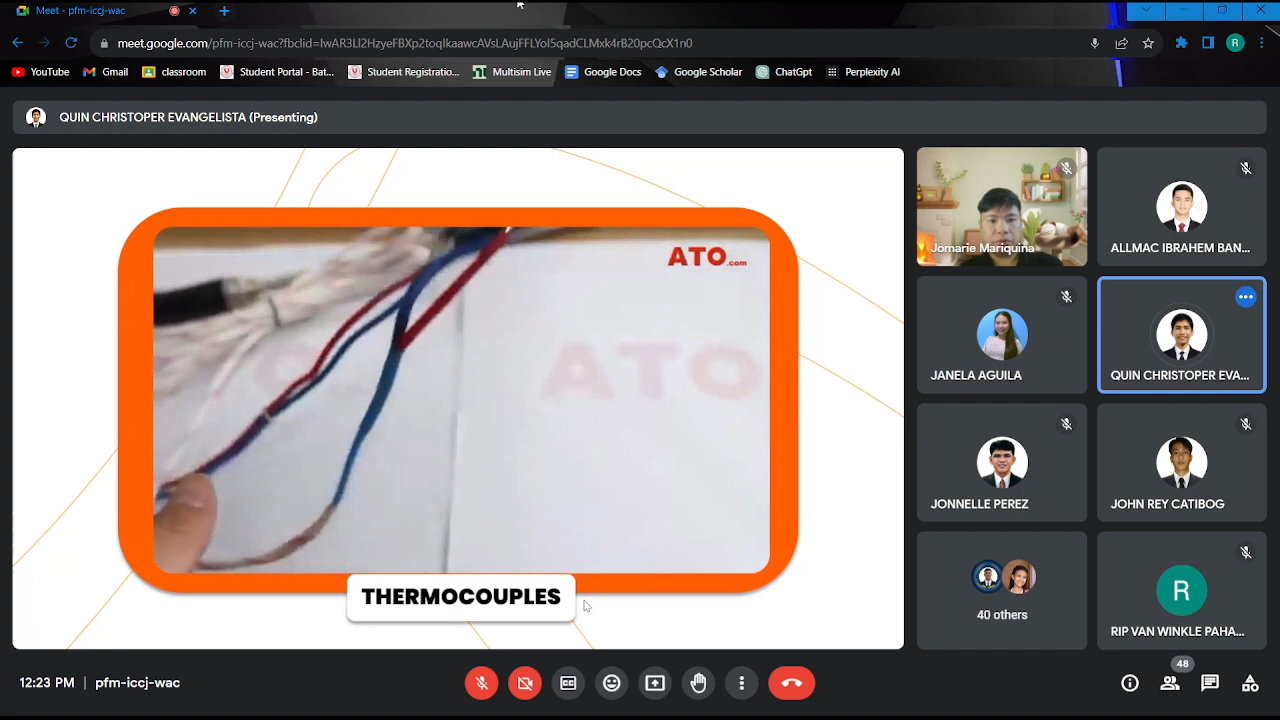 Meet - pfm-iccj-wac
meet.google.com/pfm-iccj-wac?fbclid=IwAR3Ll2HzyeFBXp2toqIkaawcAVsLAujFFLYoI5qadCLMxk4rB20pcQcX1n0
R
YouTube
Gmail
classroom
Student Portal - Bat...
Student Registratio...
Multisim Live
Google Docs
Google Scholar
ChatGpt
Perplexity AI
QUIN CHRISTOPER EVANGELISTA (Presenting)
ATO.com
ATO
THERMOCOUPLES
Jomarie Mariquina
ALLMAC IBRAHEM BAN...
JANELA AGUILA
QUIN CHRISTOPER EVA...
JONNELLE PEREZ
JOHN REY CATIBOG
40 others
R
RIP VAN WINKLE PAHA...
12:23 PM | pfm-iccj-wac
48